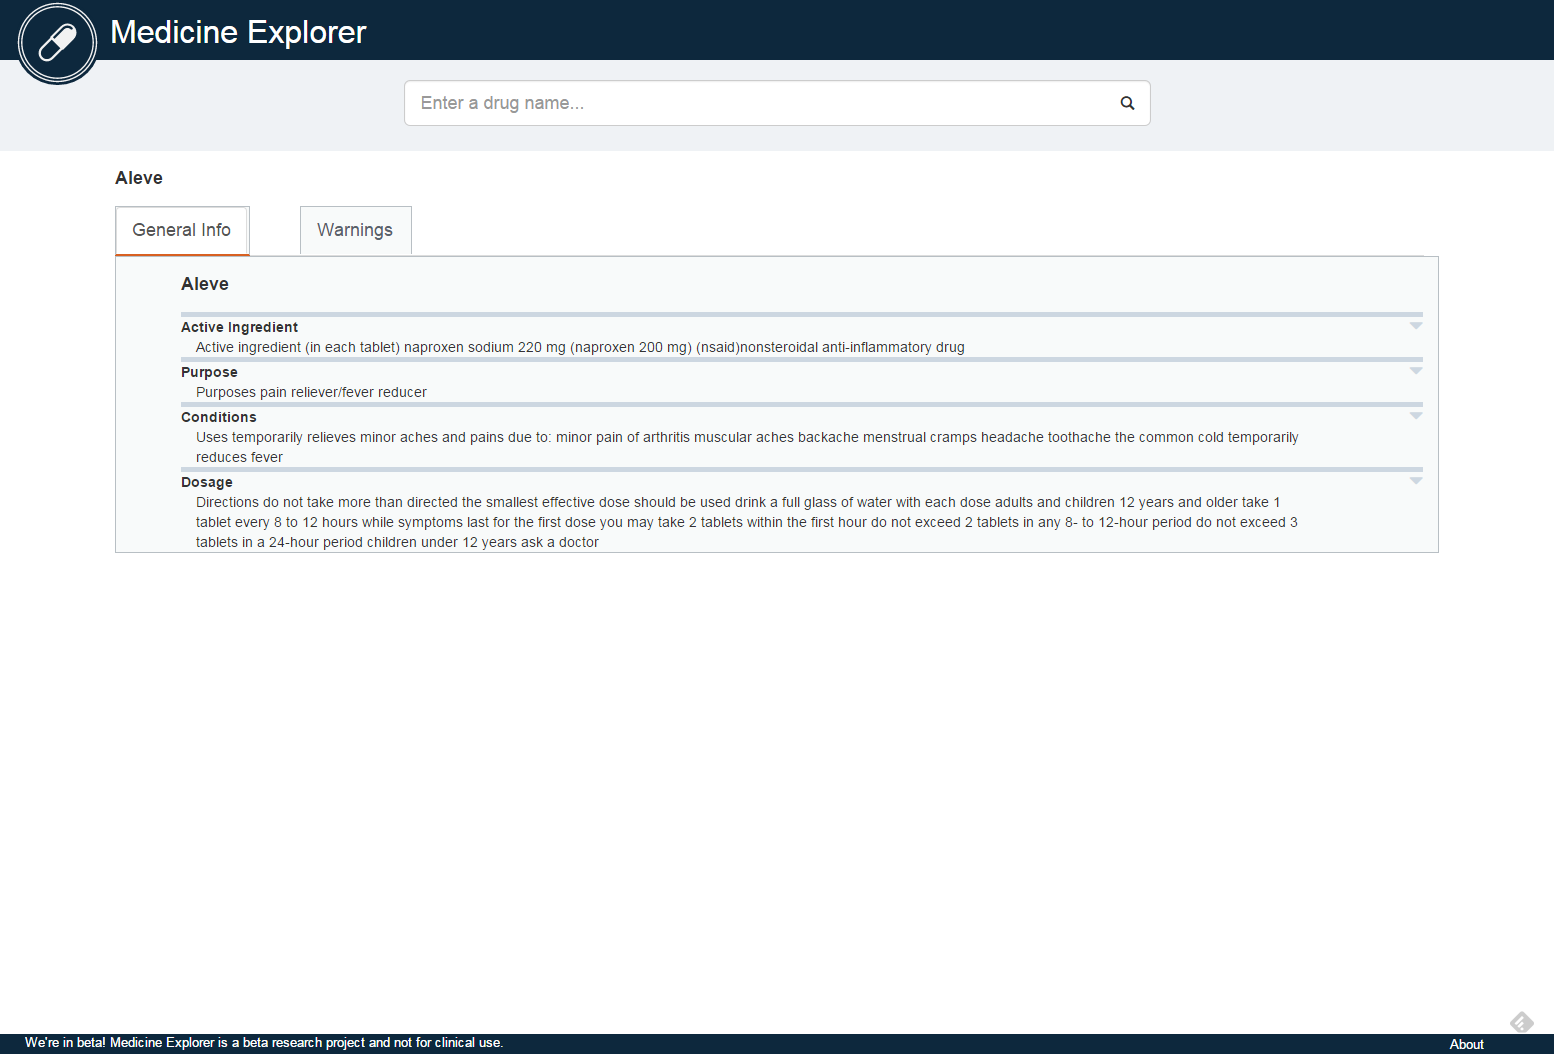 Medicine Explorer
Enter a drug name...
Aleve
General Info
Warnings
Aleve
Active Ingredient
Active ingredient (in each tablet) naproxen sodium 220 mg (naproxen 200 mg) (nsaid)nonsteroidal anti-inflammatory drug
Purpose
Purposes pain reliever/fever reducer
Conditions
Uses temporarily relieves minor aches and pains due to: minor pain of arthritis muscular aches backache menstrual cramps headache toothache the common cold temporarily
reduces fever
Dosage
Directions do not take more than directed the smallest effective dose should be used drink a full glass of water with each dose adults and children 12 years and older take 1
tablet every 8 to 12 hours while symptoms last for the first dose you may take 2 tablets within the first hour do not exceed 2 tablets in any 8- to 12-hour period do not exceed 3
tablets in a 24-hour period children under 12 years ask a doctor
We're in beta! Medicine Explorer is a beta research project and not for clinical use.
About